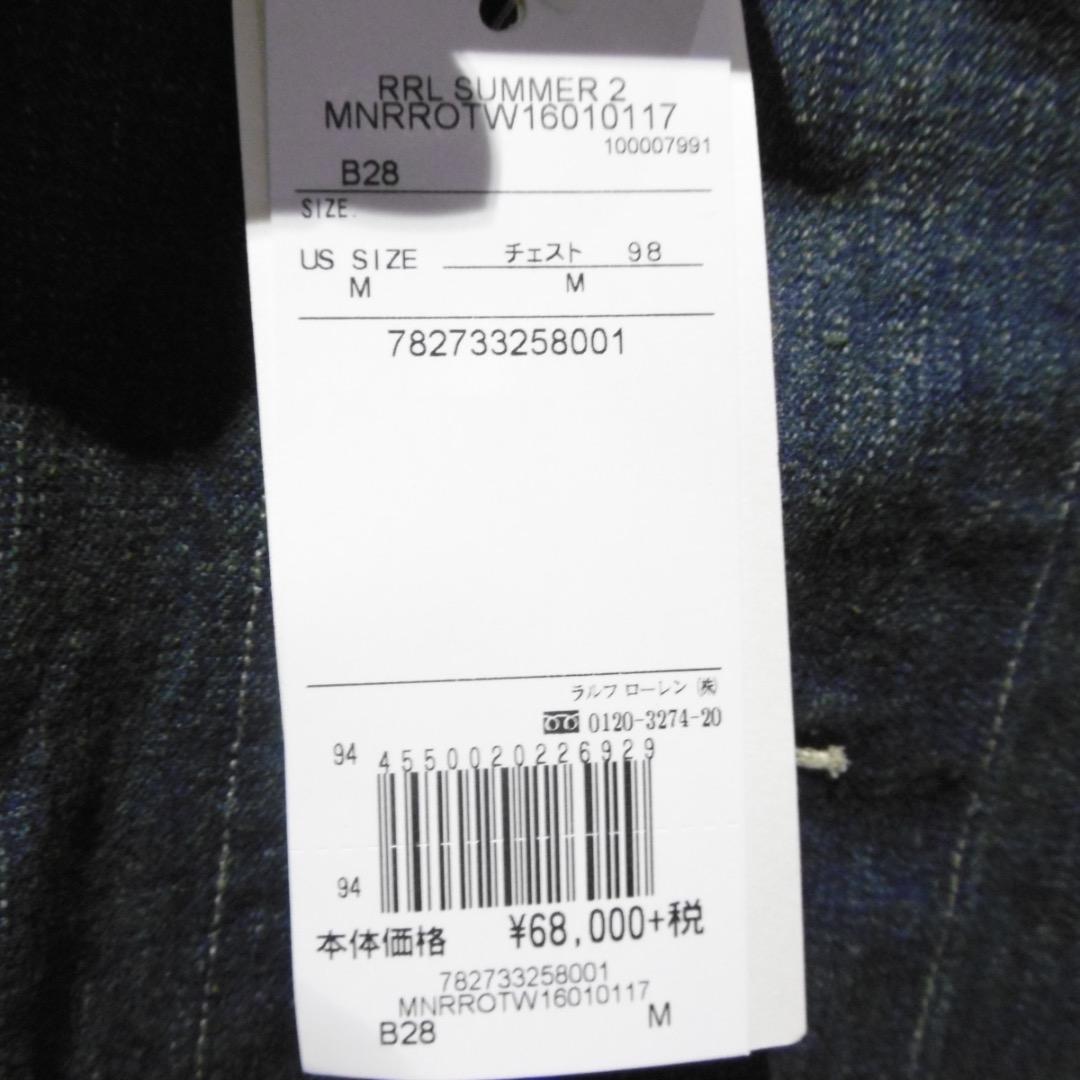 RRL SUMMER 2
MNRROTW16010117
100007991
B28
SIZE.
US SIZE チェスト 98
M M
782733258001
ラルフ ローレン ㈱
0120-3274-20
94 4550020226929
94
本体価格 ¥68,000+税
782733258001
MNRROTW16010117
B28 M